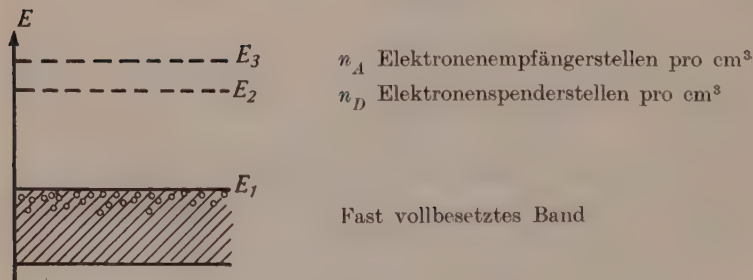 E
E₃ n_A Elektronenempfängerstellen pro cm³
E₂ n_D Elektronenspenderstellen pro cm³
E₁
Fast vollbesetztes Band